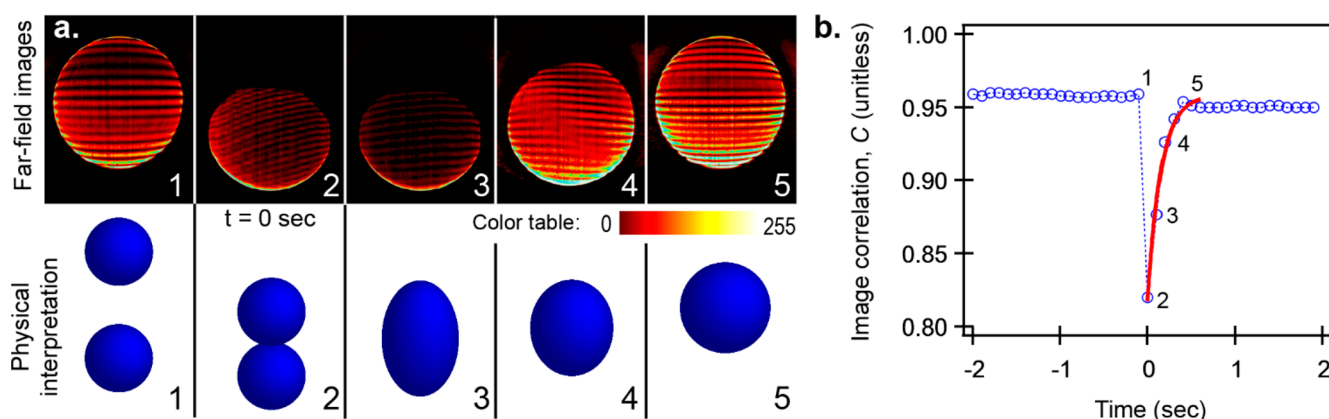 a.
Far-field images
1
2
3
4
5
t = 0 sec
Color table: 0 255
Physical
interpretation
1
2
3
4
5
b.
Image correlation, C (unitless)
1.00
0.95
0.90
0.85
0.80
1
5
4
3
2
-2
-1
0
1
2
Time (sec)